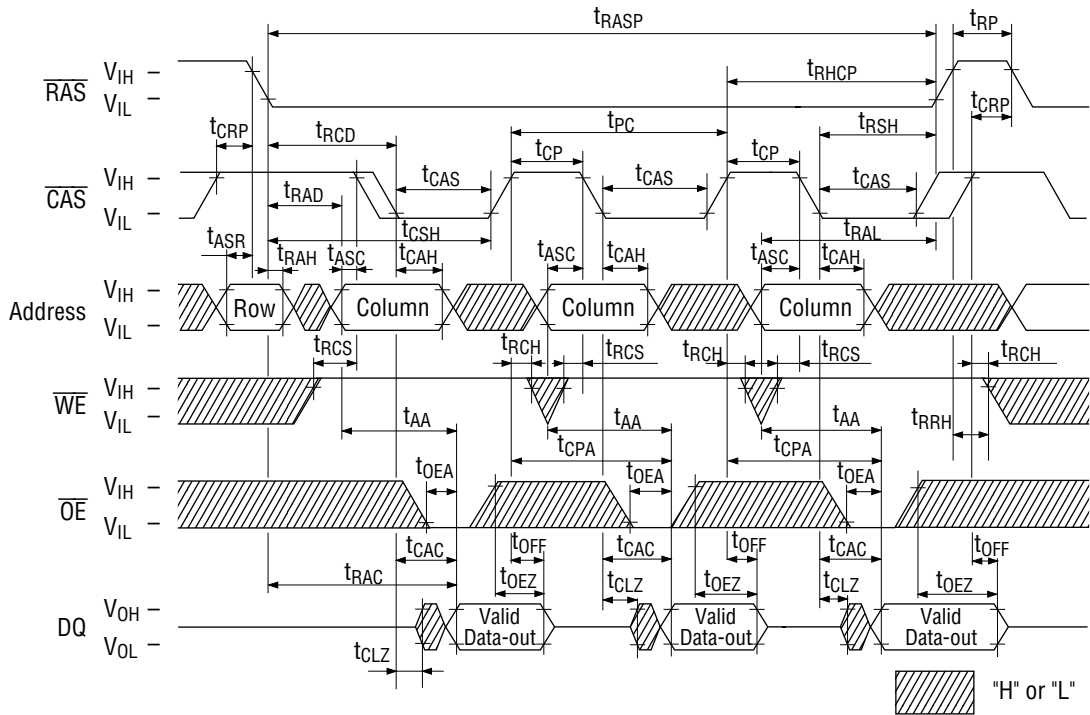 tRASP tRP
RAS VIH VIL
tRHCP
tCRP tRCD tPC tRSH tCRP
CAS VIH VIL
tRAD tCAS tCP tCAS tCP tCAS
tCSH tRAL
tASR tRAH tASC tCAH tASC tCAH tASC tCAH
Address VIH VIL
Row Column Column Column
tRCS tRCH tRCS tRCH tRCS tRCH
WE VIH VIL
tAA tAA tAA tRRH
tCPA tCPA
tOEA tOEA tOEA
OE VIH VIL
tCAC tOFF tCAC tOFF tCAC tOFF
tRAC tOEZ tCLZ tOEZ tCLZ tOEZ
DQ VOH VOL
Valid Data-out Valid Data-out Valid Data-out
tCLZ
"H" or "L"